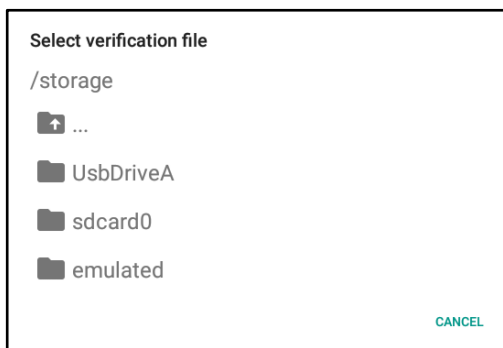 Select verification file
/storage
...
UsbDriveA
sdcard0
emulated
CANCEL